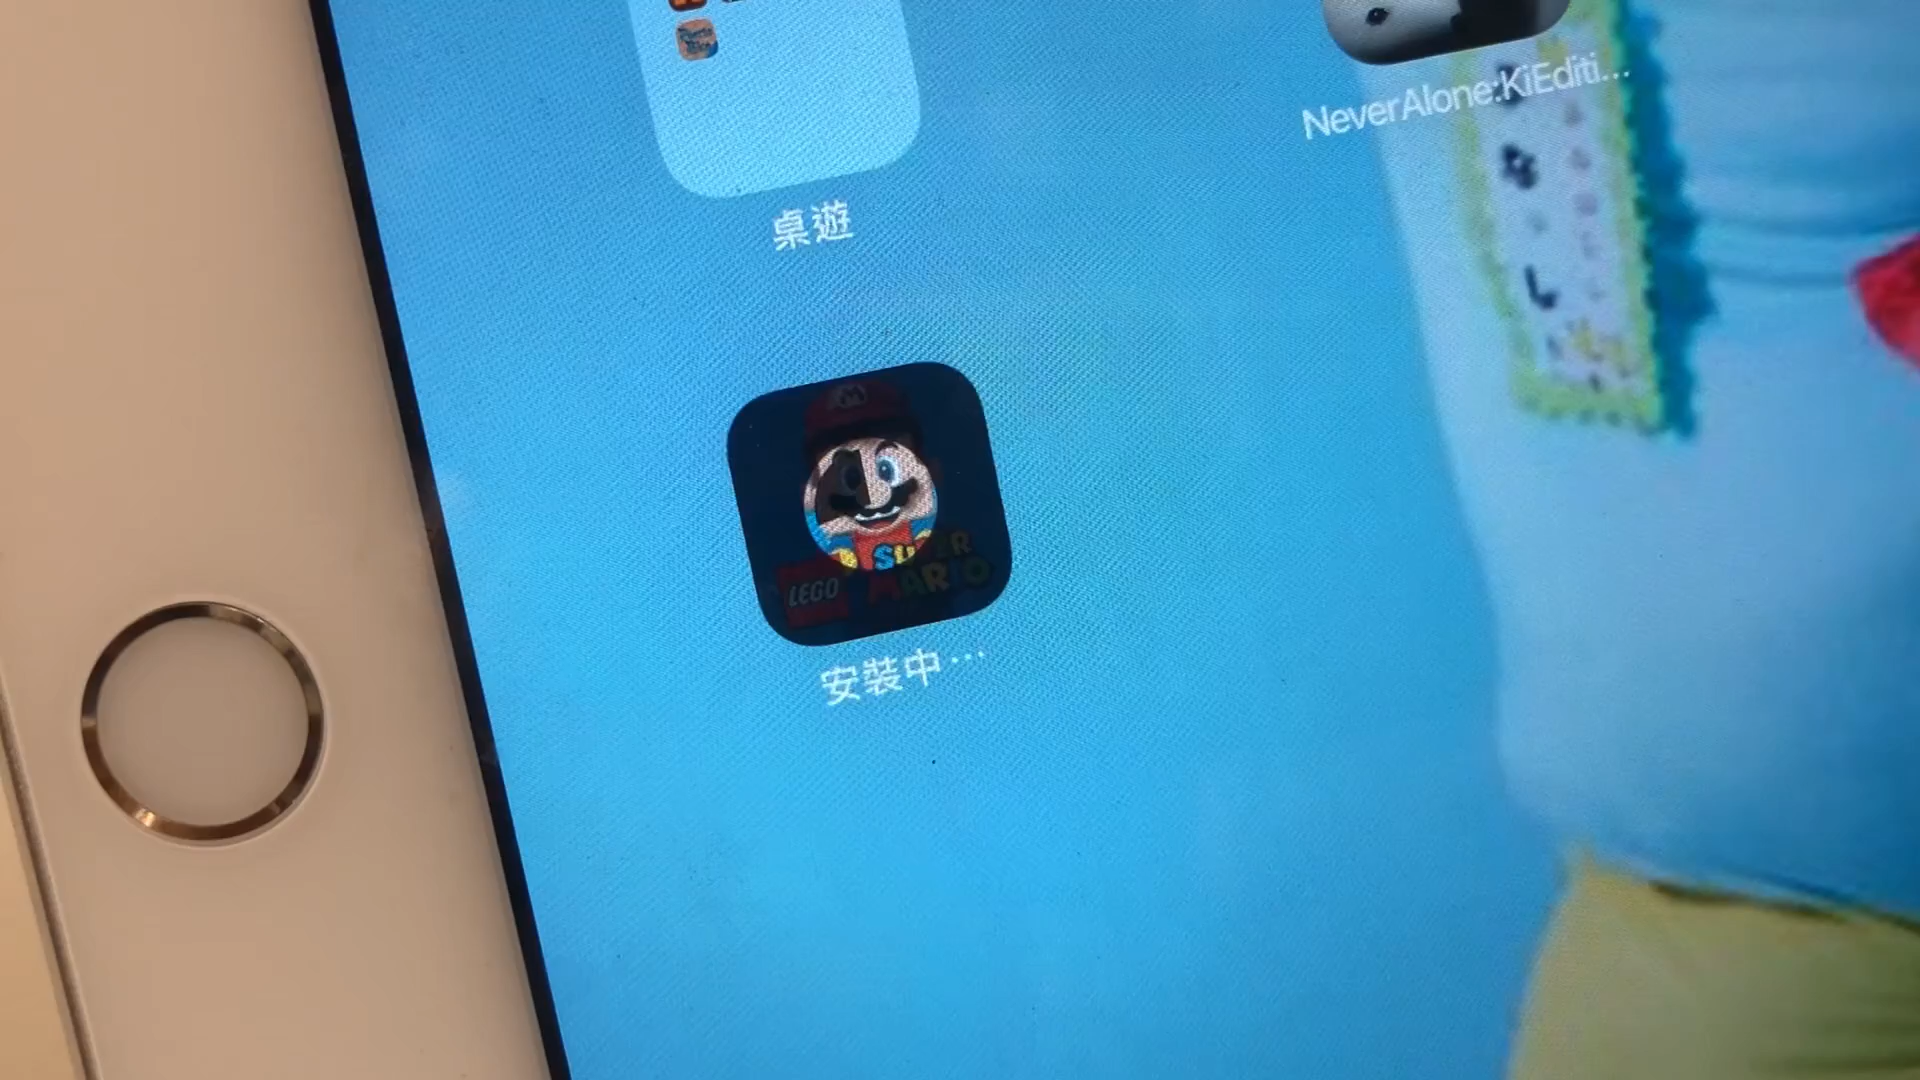 NeverAlone:KiEditi...
桌遊
M
SUPER
MARIO
LEGO
安裝中...